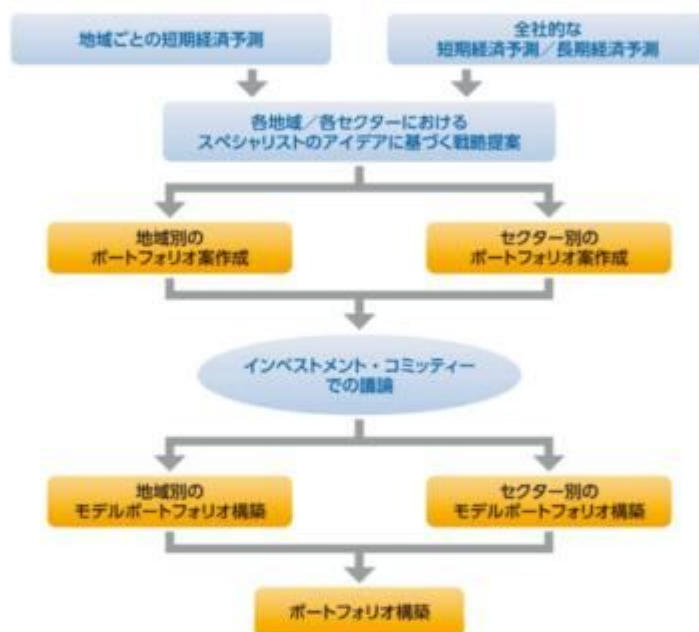 地域ごとの短期経済予測
全社的な
短期経済予測／長期経済予測
各地域／各セクターにおける
スペシャリストのアイデアに基づく戦略提案
地域別の
ポートフォリオ案作成
セクター別の
ポートフォリオ案作成
インベストメント・コミッティー
での議論
地域別の
モデルポートフォリオ構築
セクター別の
モデルポートフォリオ構築
ポートフォリオ構築